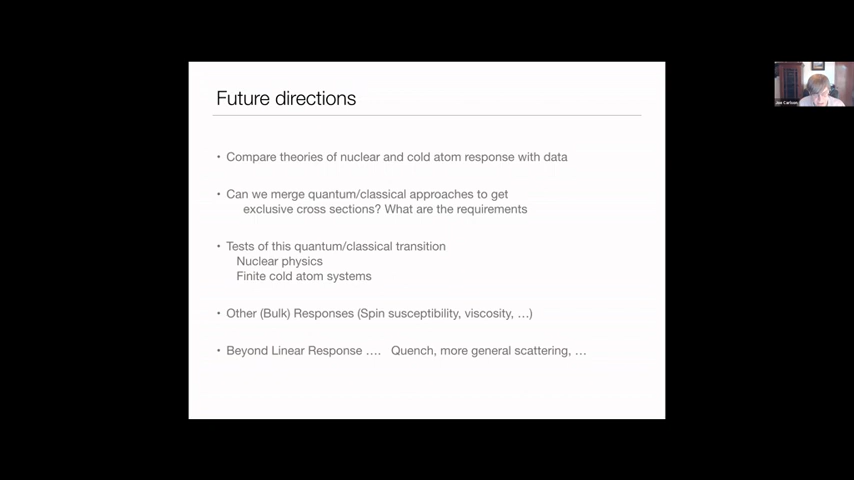 Future directions
• Compare theories of nuclear and cold atom response with data
• Can we merge quantum/classical approaches to get
exclusive cross sections? What are the requirements
• Tests of this quantum/classical transition
Nuclear physics
Finite cold atom systems
• Other (Bulk) Responses (Spin susceptibility, viscosity, …)
• Beyond Linear Response …. Quench, more general scattering, …
Joe Carlson